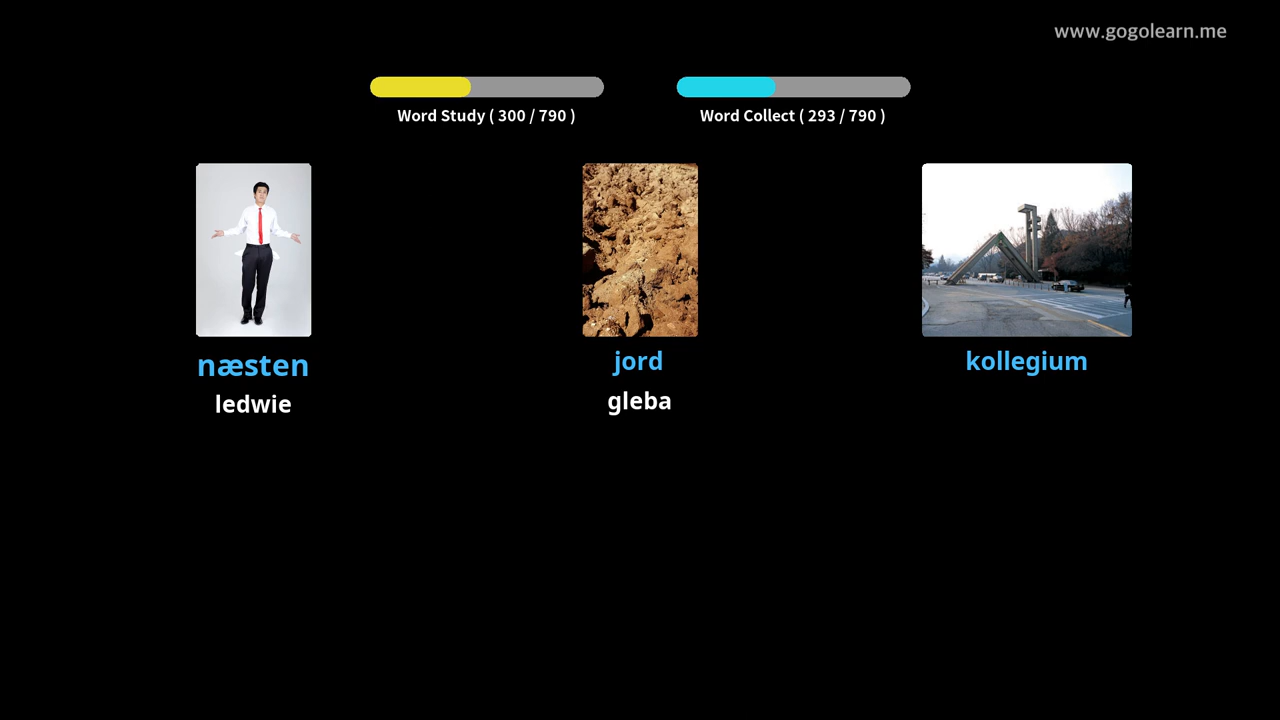 www.gogolearn.me
Word Study ( 300 / 790 )
Word Collect ( 293 / 790 )
næsten
jord
kollegium
ledwie
gleba